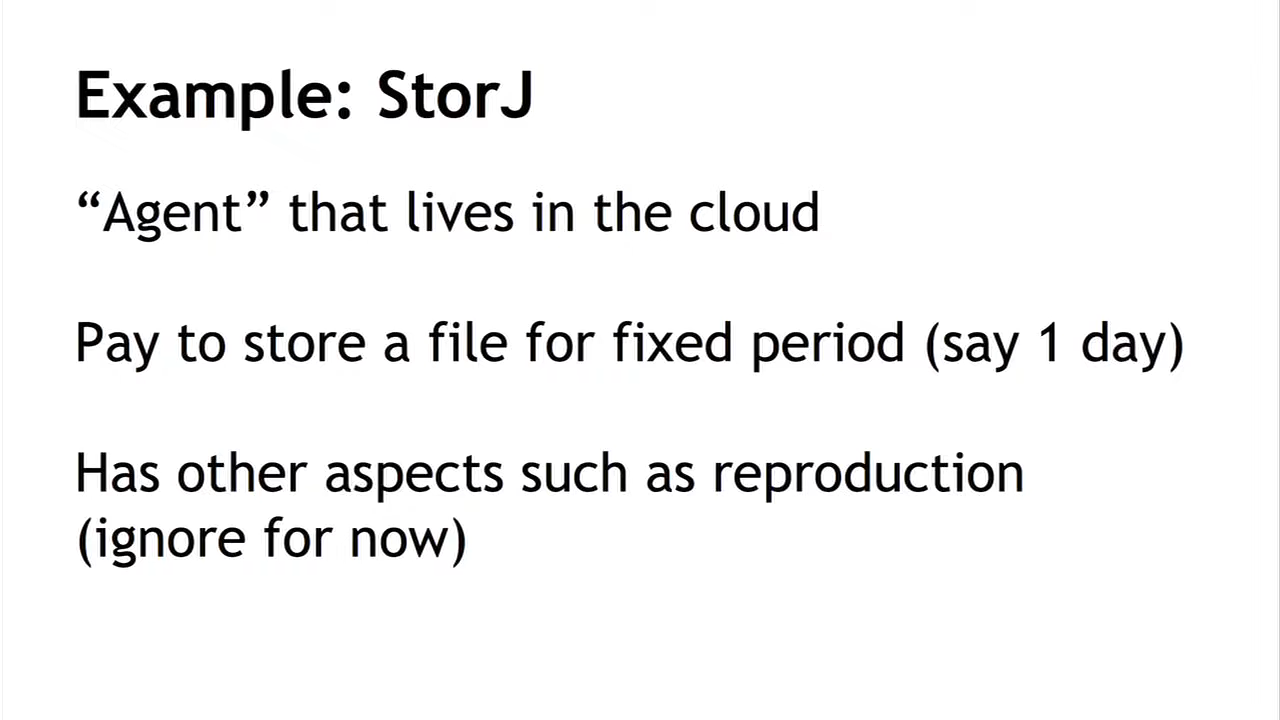 Example: StorJ
“Agent” that lives in the cloud
Pay to store a file for fixed period (say 1 day)
Has other aspects such as reproduction
(ignore for now)